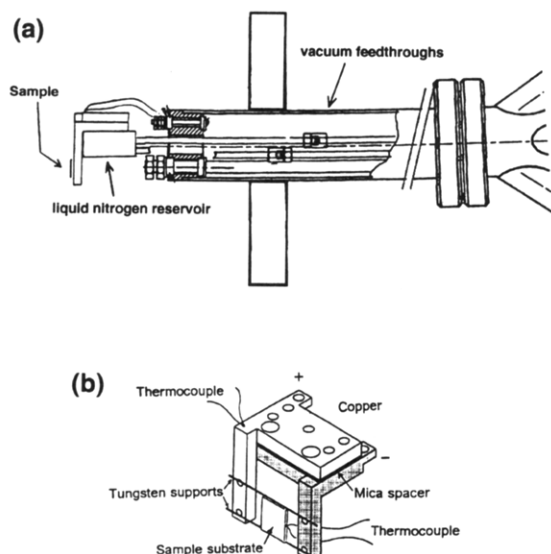 (a)
vacuum feedthroughs
Sample
liquid nitrogen reservoir
(b)
Thermocouple
+
Copper
-
Mica spacer
Tungsten supports
Thermocouple
Sample substrate